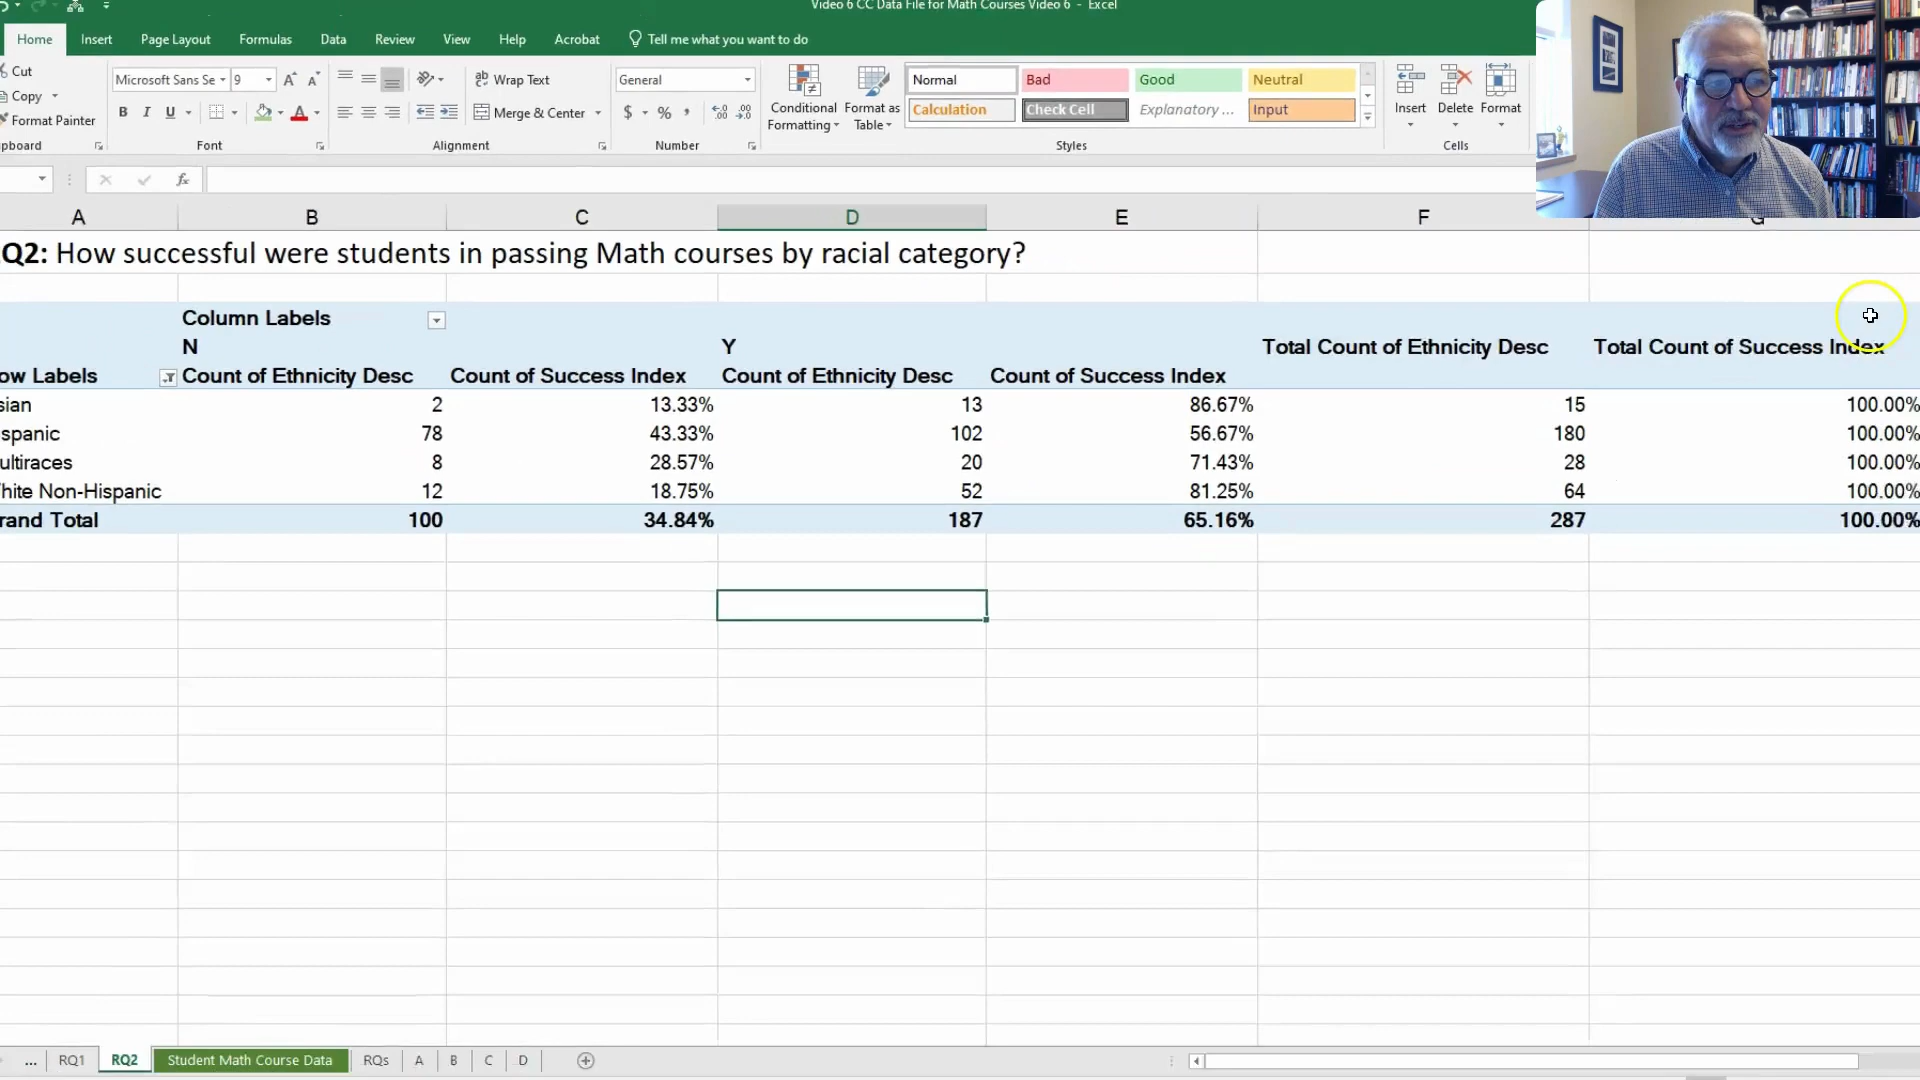 Video 6 CC Data File for Math Courses Video 6 - Excel
Home Insert Page Layout Formulas Data Review View Help Acrobat Tell me what you want to do
Cut
Copy
Format Painter
pboard
Microsoft Sans Se 9
B I U
Font
Wrap Text
Merge & Center
Alignment
General
$ % ,
Number
Conditional Formatting
Format as Table
Normal Bad Good Neutral
Calculation Check Cell Explanatory ... Input
Styles
Insert Delete Format
Cells
fx
A B C D E F G
Q2: How successful were students in passing Math courses by racial category?
Column Labels
N Y Total Count of Ethnicity Desc Total Count of Success Index
ow Labels Count of Ethnicity Desc Count of Success Index Count of Ethnicity Desc Count of Success Index
sian 2 13.33% 13 86.67% 15 100.00%
spanic 78 43.33% 102 56.67% 180 100.00%
ultiraces 8 28.57% 20 71.43% 28 100.00%
hite Non-Hispanic 12 18.75% 52 81.25% 64 100.00%
rand Total 100 34.84% 187 65.16% 287 100.00%
... RQ1 RQ2 Student Math Course Data RQs A B C D